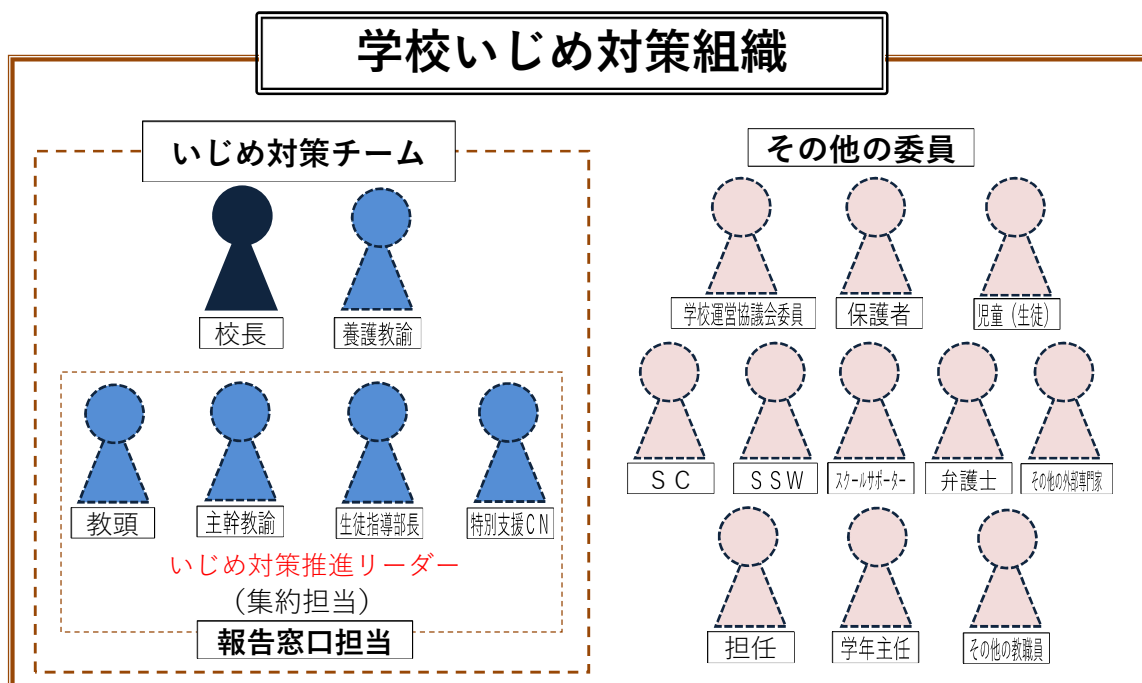 学校いじめ対策組織
いじめ対策チーム
校長
養護教諭
教頭
主幹教諭
生徒指導部長
特別支援ＣＮ
いじめ対策推進リーダー
（集約担当）
報告窓口担当
その他の委員
学校運営協議会委員
保護者
児童（生徒）
ＳＣ
ＳＳＷ
スクールサポーター
弁護士
その他の外部専門家
担任
学年主任
その他の教職員